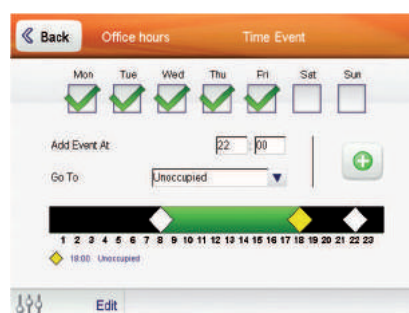 Back Office hours Time Event
Mon Tue Wed Thu Fri Sat Sun
Add Event At 22 : 00
Go To Unoccupied
1 2 3 4 5 6 7 8 9 10 11 12 13 14 15 16 17 18 19 20 21 22 23
18:00 Unoccupied
Edit